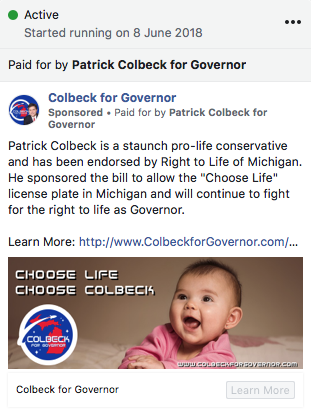 Active
Started running on 8 June 2018
Paid for by Patrick Colbeck for Governor
Colbeck for Governor
Sponsored • Paid for by Patrick Colbeck for
Governor
Patrick Colbeck is a staunch pro-life conservative
and has been endorsed by Right to Life of Michigan.
He sponsored the bill to allow the "Choose Life"
license plate in Michigan and will continue to fight
for the right to life as Governor.
Learn More: http://www.ColbeckforGovernor.com/...
CHOOSE LIFE
CHOOSE COLBECK
COLBECK
FOR GOVERNOR
WWW.COLBECKFORGOVERNOR.COM
Colbeck for Governor
Learn More